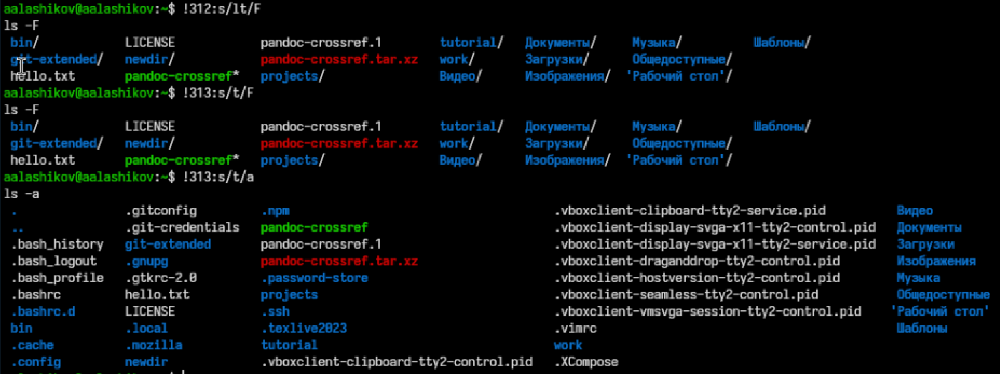 aalashikov@aalashikov:~$ !312:s/lt/F
ls -F
bin/ LICENSE pandoc-crossref.1 tutorial/ Документы/ Музыка/ Шаблоны/
git-extended/ newdir/ pandoc-crossref.tar.xz work/ Загрузки/ Общедоступные/
hello.txt pandoc-crossref* projects/ Видео/ Изображения/ 'Рабочий стол'/
aalashikov@aalashikov:~$ !313:s/t/F
ls -F
bin/ LICENSE pandoc-crossref.1 tutorial/ Документы/ Музыка/ Шаблоны/
git-extended/ newdir/ pandoc-crossref.tar.xz work/ Загрузки/ Общедоступные/
hello.txt pandoc-crossref* projects/ Видео/ Изображения/ 'Рабочий стол'/
aalashikov@aalashikov:~$ !313:s/t/a
ls -a
. .gitconfig .npm .vboxclient-clipboard-tty2-service.pid Видео
.. .git-credentials pandoc-crossref .vboxclient-display-svga-x11-tty2-control.pid Документы
.bash_history git-extended pandoc-crossref.1 .vboxclient-display-svga-x11-tty2-service.pid Загрузки
.bash_logout .gnupg pandoc-crossref.tar.xz .vboxclient-draganddrop-tty2-control.pid Изображения
.bash_profile .gtkrc-2.0 .password-store .vboxclient-hostversion-tty2-control.pid Музыка
.bashrc hello.txt projects .vboxclient-seamless-tty2-control.pid Общедоступные
.bashrc.d LICENSE .ssh .vboxclient-vmsvga-session-tty2-control.pid 'Рабочий стол'
bin .local .texlive2023 .vimrc Шаблоны
.cache .mozilla tutorial work
.config newdir .vboxclient-clipboard-tty2-control.pid .XCompose